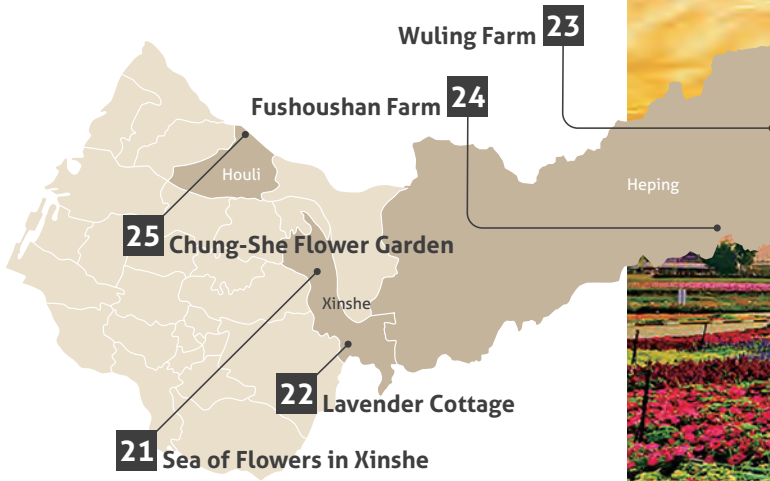 Wuling Farm 23
Fushoushan Farm 24
Houli
Heping
25 Chung-She Flower Garden
Xinshe
22 Lavender Cottage
21 Sea of Flowers in Xinshe